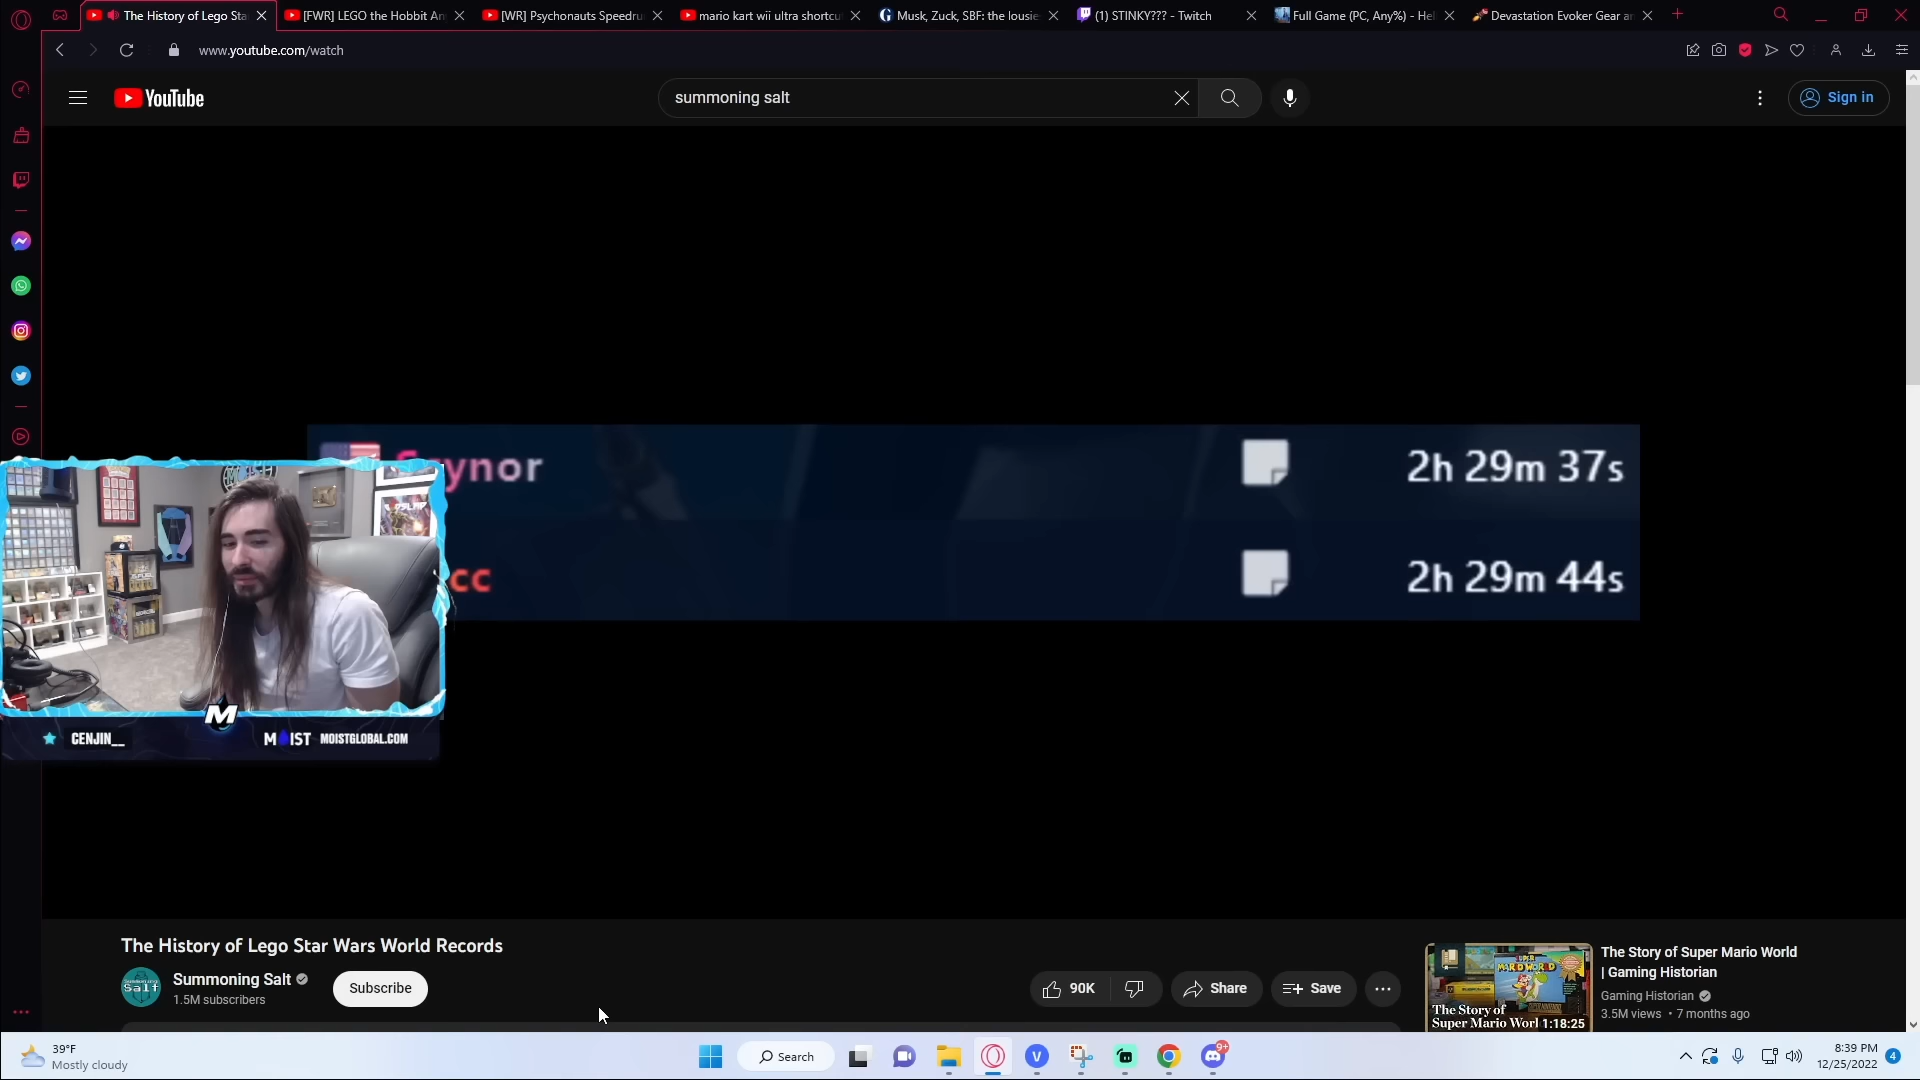 The History of Lego Sta
[FWR] LEGO the Hobbit An
[WR] Psychonauts Speedru
mario kart wii ultra shortcu
Musk, Zuck, SBF: the lousie
(1) STINKY??? - Twitch
Full Game (PC, Any%) - Hel
Devastation Evoker Gear a
www.youtube.com/watch
YouTube
summoning salt
Sign in
ynor
2h 29m 37s
cc
2h 29m 44s
CENJIN__
M
MOIST
MOISTGLOBAL.COM
The History of Lego Star Wars World Records
Summoning Salt
1.5M subscribers
Subscribe
90K
Share
Save
The Story of
Super Mario Worl
1:18:25
The Story of Super Mario World
| Gaming Historian
Gaming Historian
3.5M views • 7 months ago
39°F
Mostly cloudy
Search
9+
8:39 PM
12/25/2022
4